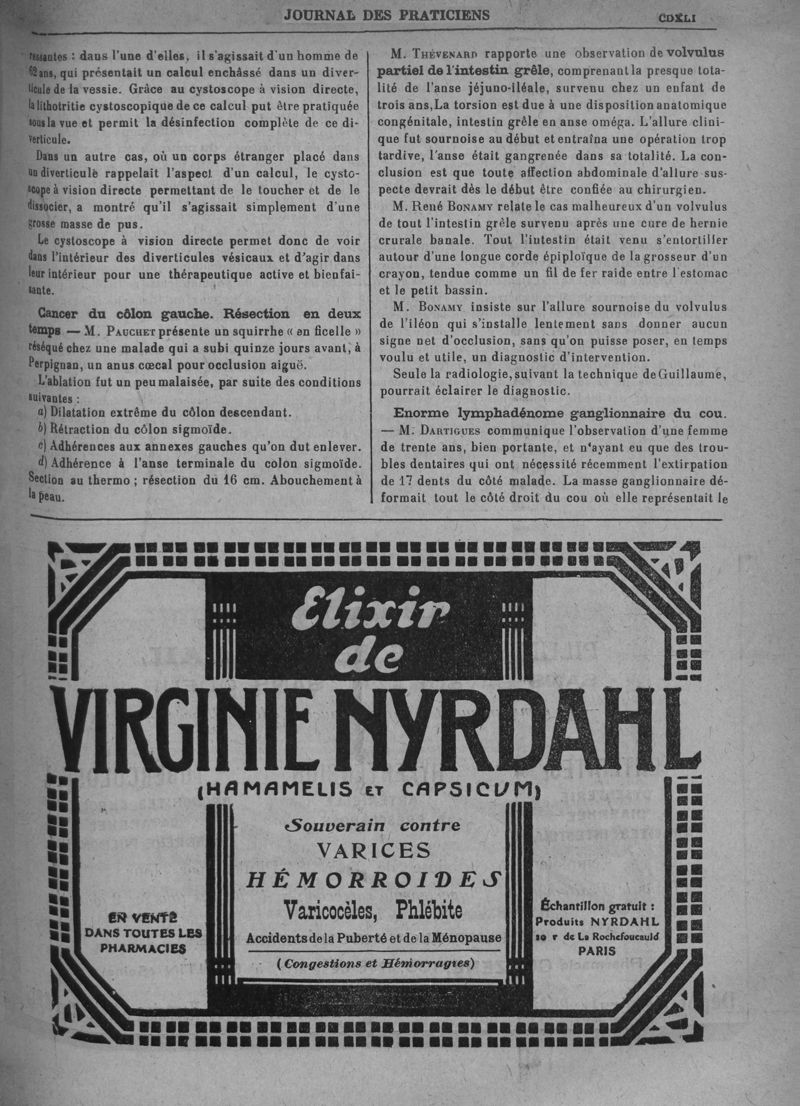 JOURNAL DES PRATICIENS
CDXLI
ressantes : dans l'une d'elles, il s'agissait d'un homme de
62 ans, qui présentait un calcul enchâssé dans un diver-
ticule de la vessie. Grâce au cystoscope à vision directe,
la lithotritie cystoscopique de ce calcul put être pratiquée
sous la vue et permit la désinfection complète de ce di-
verticule.
Dans un autre cas, où un corps étranger placé dans
un diverticule rappelait l'aspect d'un calcul, le cysto-
scope à vision directe permettant de le toucher et de le
dissocier, a montré qu'il s'agissait simplement d'une
grosse masse de pus.
Le cystoscope à vision directe permet donc de voir
dans l'intérieur des diverticules vésicaux et d'agir dans
leur intérieur pour une thérapeutique active et bienfai-
sante.
Cancer du côlon gauche. Résection en deux
temps — M. PAUCHET présente un squirrhe « en ficelle »
réséqué chez une malade qui a subi quinze jours avant, à
Perpignan, un anus cœcal pour occlusion aiguë.
L'ablation fut un peu malaisée, par suite des conditions
suivantes :
a) Dilatation extrême du côlon descendant.
b) Rétraction du côlon sigmoïde.
c) Adhérences aux annexes gauches qu'on dut enlever.
d) Adhérence à l'anse terminale du colon sigmoïde.
Section au thermo ; résection du 16 cm. Abouchement à
la peau.
M. THÉVENARD rapporte une observation de volvulus
partiel de l'intestin grêle, comprenant la presque tota-
lité de l'anse jéjuno-iléale, survenu chez un enfant de
trois ans, La torsion est due à une disposition anatomique
congénitale, intestin grêle en anse oméga. L'allure clini-
que fut sournoise au début et entraîna une opération trop
tardive, l'anse était gangrenée dans sa totalité. La con-
clusion est que toute affection abdominale d'allure sus-
pecte devrait dès le début être confiée au chirurgien.
M. René BONAMY relate le cas malheureux d'un volvulus
de tout l'intestin grêle survenu après une cure de hernie
crurale banale. Tout l'intestin était venu s'entortiller
autour d'une longue corde épiploïque de la grosseur d'un
crayon, tendue comme un fil de fer raide entre l'estomac
et le petit bassin.
M. BONAMY insiste sur l'allure sournoise du volvulus
de l'iléon qui s'installe lentement sans donner aucun
signe net d'occlusion, sans qu'on puisse poser, en temps
voulu et utile, un diagnostic d'intervention.
Seule la radiologie, suivant la technique de Guillaume,
pourrait éclairer le diagnostic.
Enorme lymphadénome ganglionnaire du cou.
— M. DARTIGUES communique l'observation d'une femme
de trente ans, bien portante, et n'ayant eu que des trou-
bles dentaires qui ont nécessité récemment l'extirpation
de 17 dents du côté malade. La masse ganglionnaire dé-
formait tout le côté droit du cou où elle représentait le
Elixir
de
VIRGINIE NYRDAHL
(HAMAMELIS ET CAPSICUM)
Souverain contre
VARICES
HÉMORROIDES
Varicocèles, Phlébite
Accidents de la Puberté et de la Ménopause
(Congestions et Hémorragies)
EN VENTE
DANS TOUTES LES
PHARMACIES
Échantillon gratuit :
Produits NYRDAHL
20 r de La Rochefoucauld
PARIS